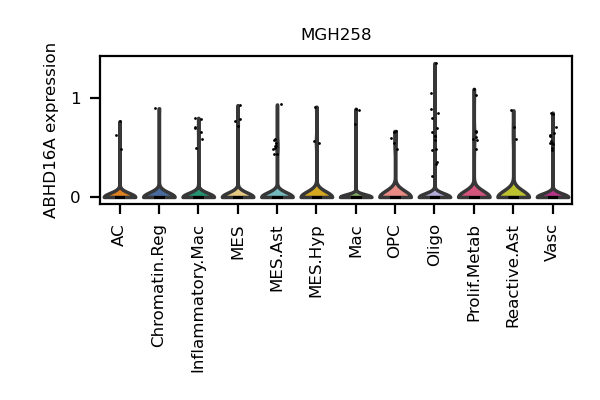 MGH258
ABHD16A expression
1
0
AC
Chromatin.Reg
Inflammatory.Mac
MES
MES.Ast
MES.Hyp
Mac
OPC
Oligo
Prolif.Metab
Reactive.Ast
Vasc